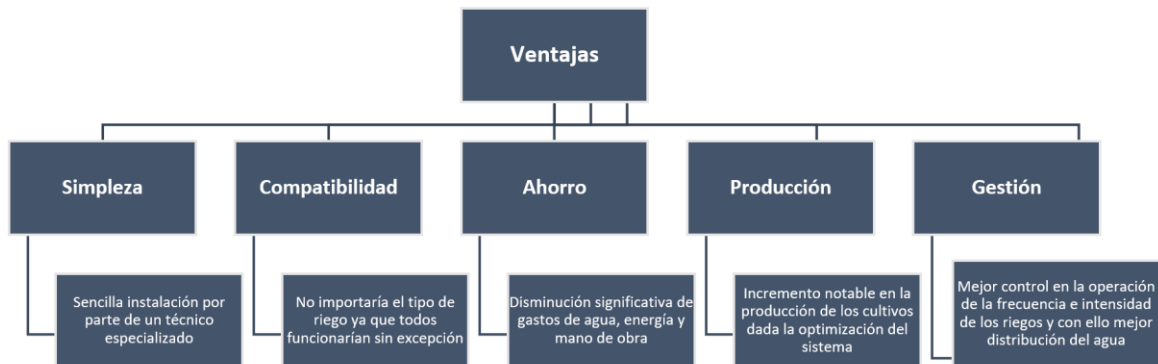 Ventajas
Simpleza
Compatibilidad
Ahorro
Producción
Gestión
Sencilla instalación por
parte de un técnico
especializado
No importaría el tipo de
riego ya que todos
funcionarían sin excepción
Disminución significativa de
gastos de agua, energía y
mano de obra
Incremento notable en la
producción de los cultivos
dada la optimización del
sistema
Mejor control en la operación
de la frecuencia e intensidad
de los riegos y con ello mejor
distribución del agua